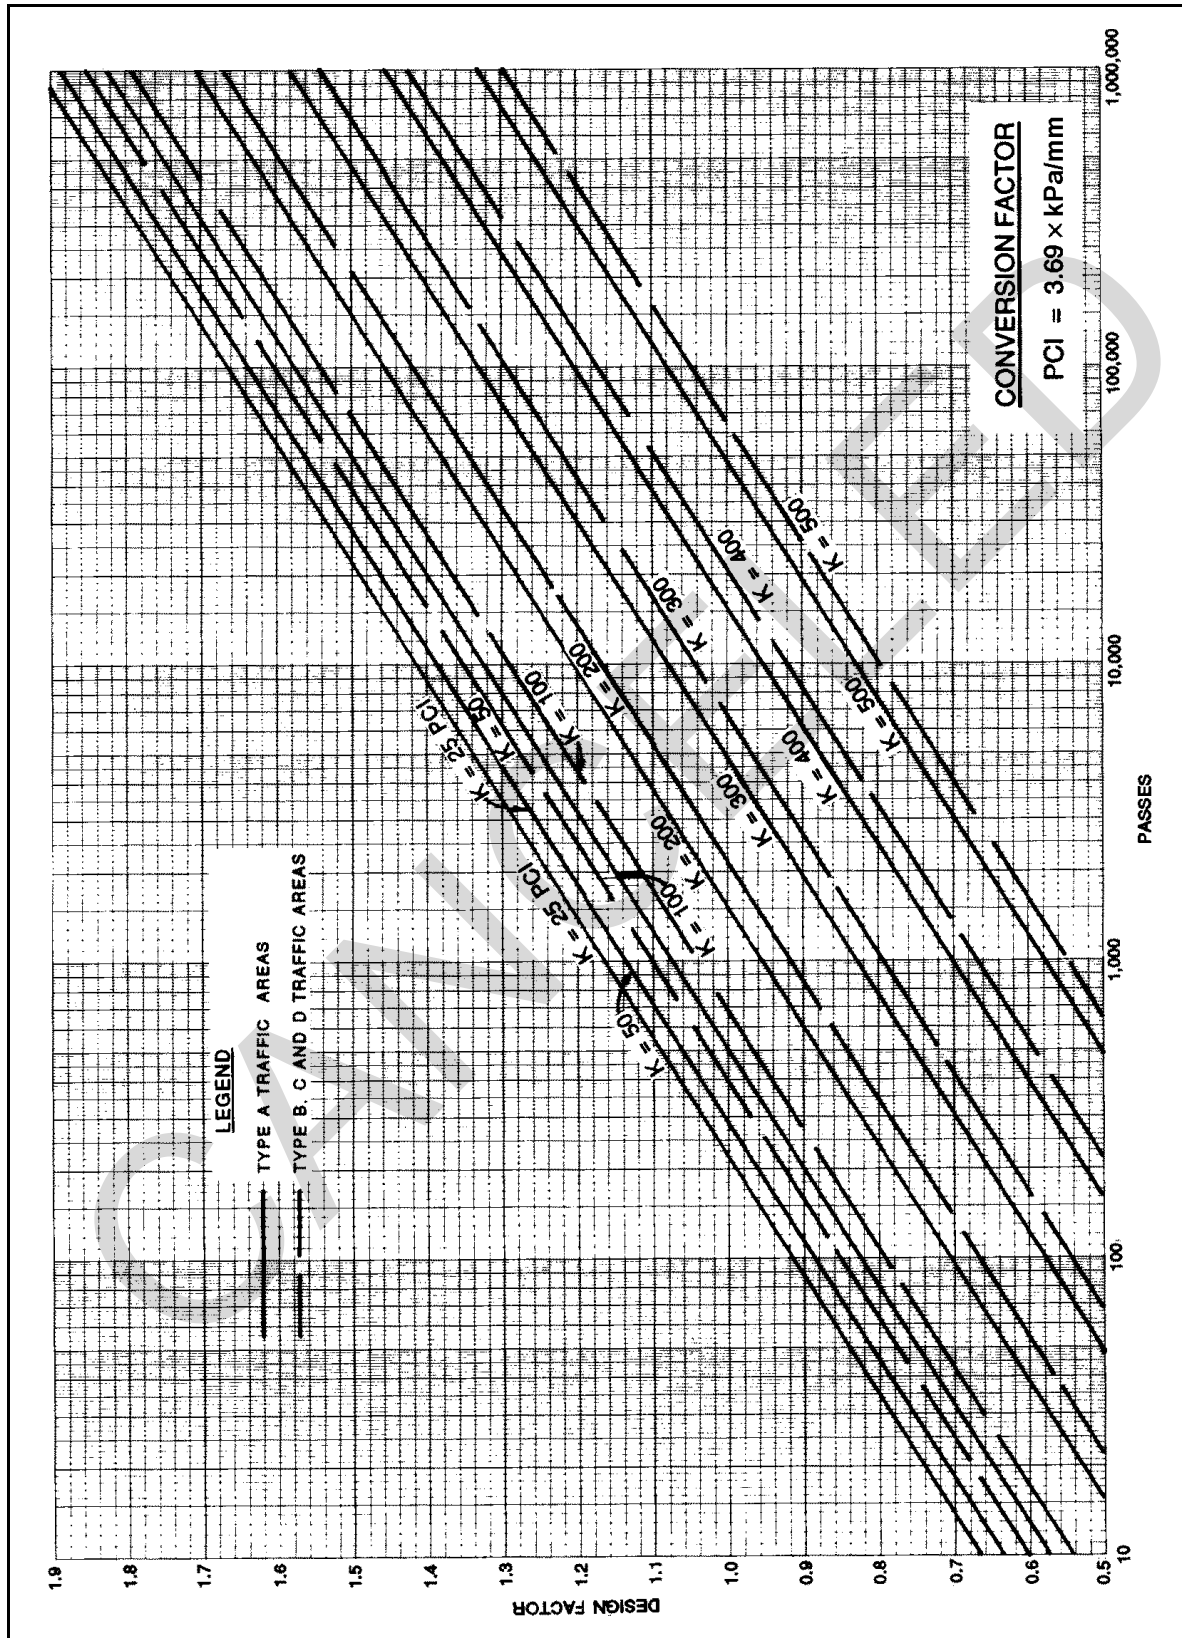 LEGEND
TYPE A TRAFFIC AREAS
TYPE B, C AND D TRAFFIC AREAS
CONVERSION FACTOR
PCI = 3.69 × kPa/mm
DESIGN FACTOR
1.9
1.8
1.7
1.6
1.5
1.4
1.3
1.2
1.1
1.0
0.9
0.8
0.7
0.6
0.5
K = 25 PCI
K = 50
K = 100
K = 200
K = 300
K = 400
K = 500
K = 25 PCI
K = 50
K = 100
K = 200
K = 300
K = 400
K = 500
10
100
1,000
10,000
100,000
1,000,000
PASSES
CANCELED